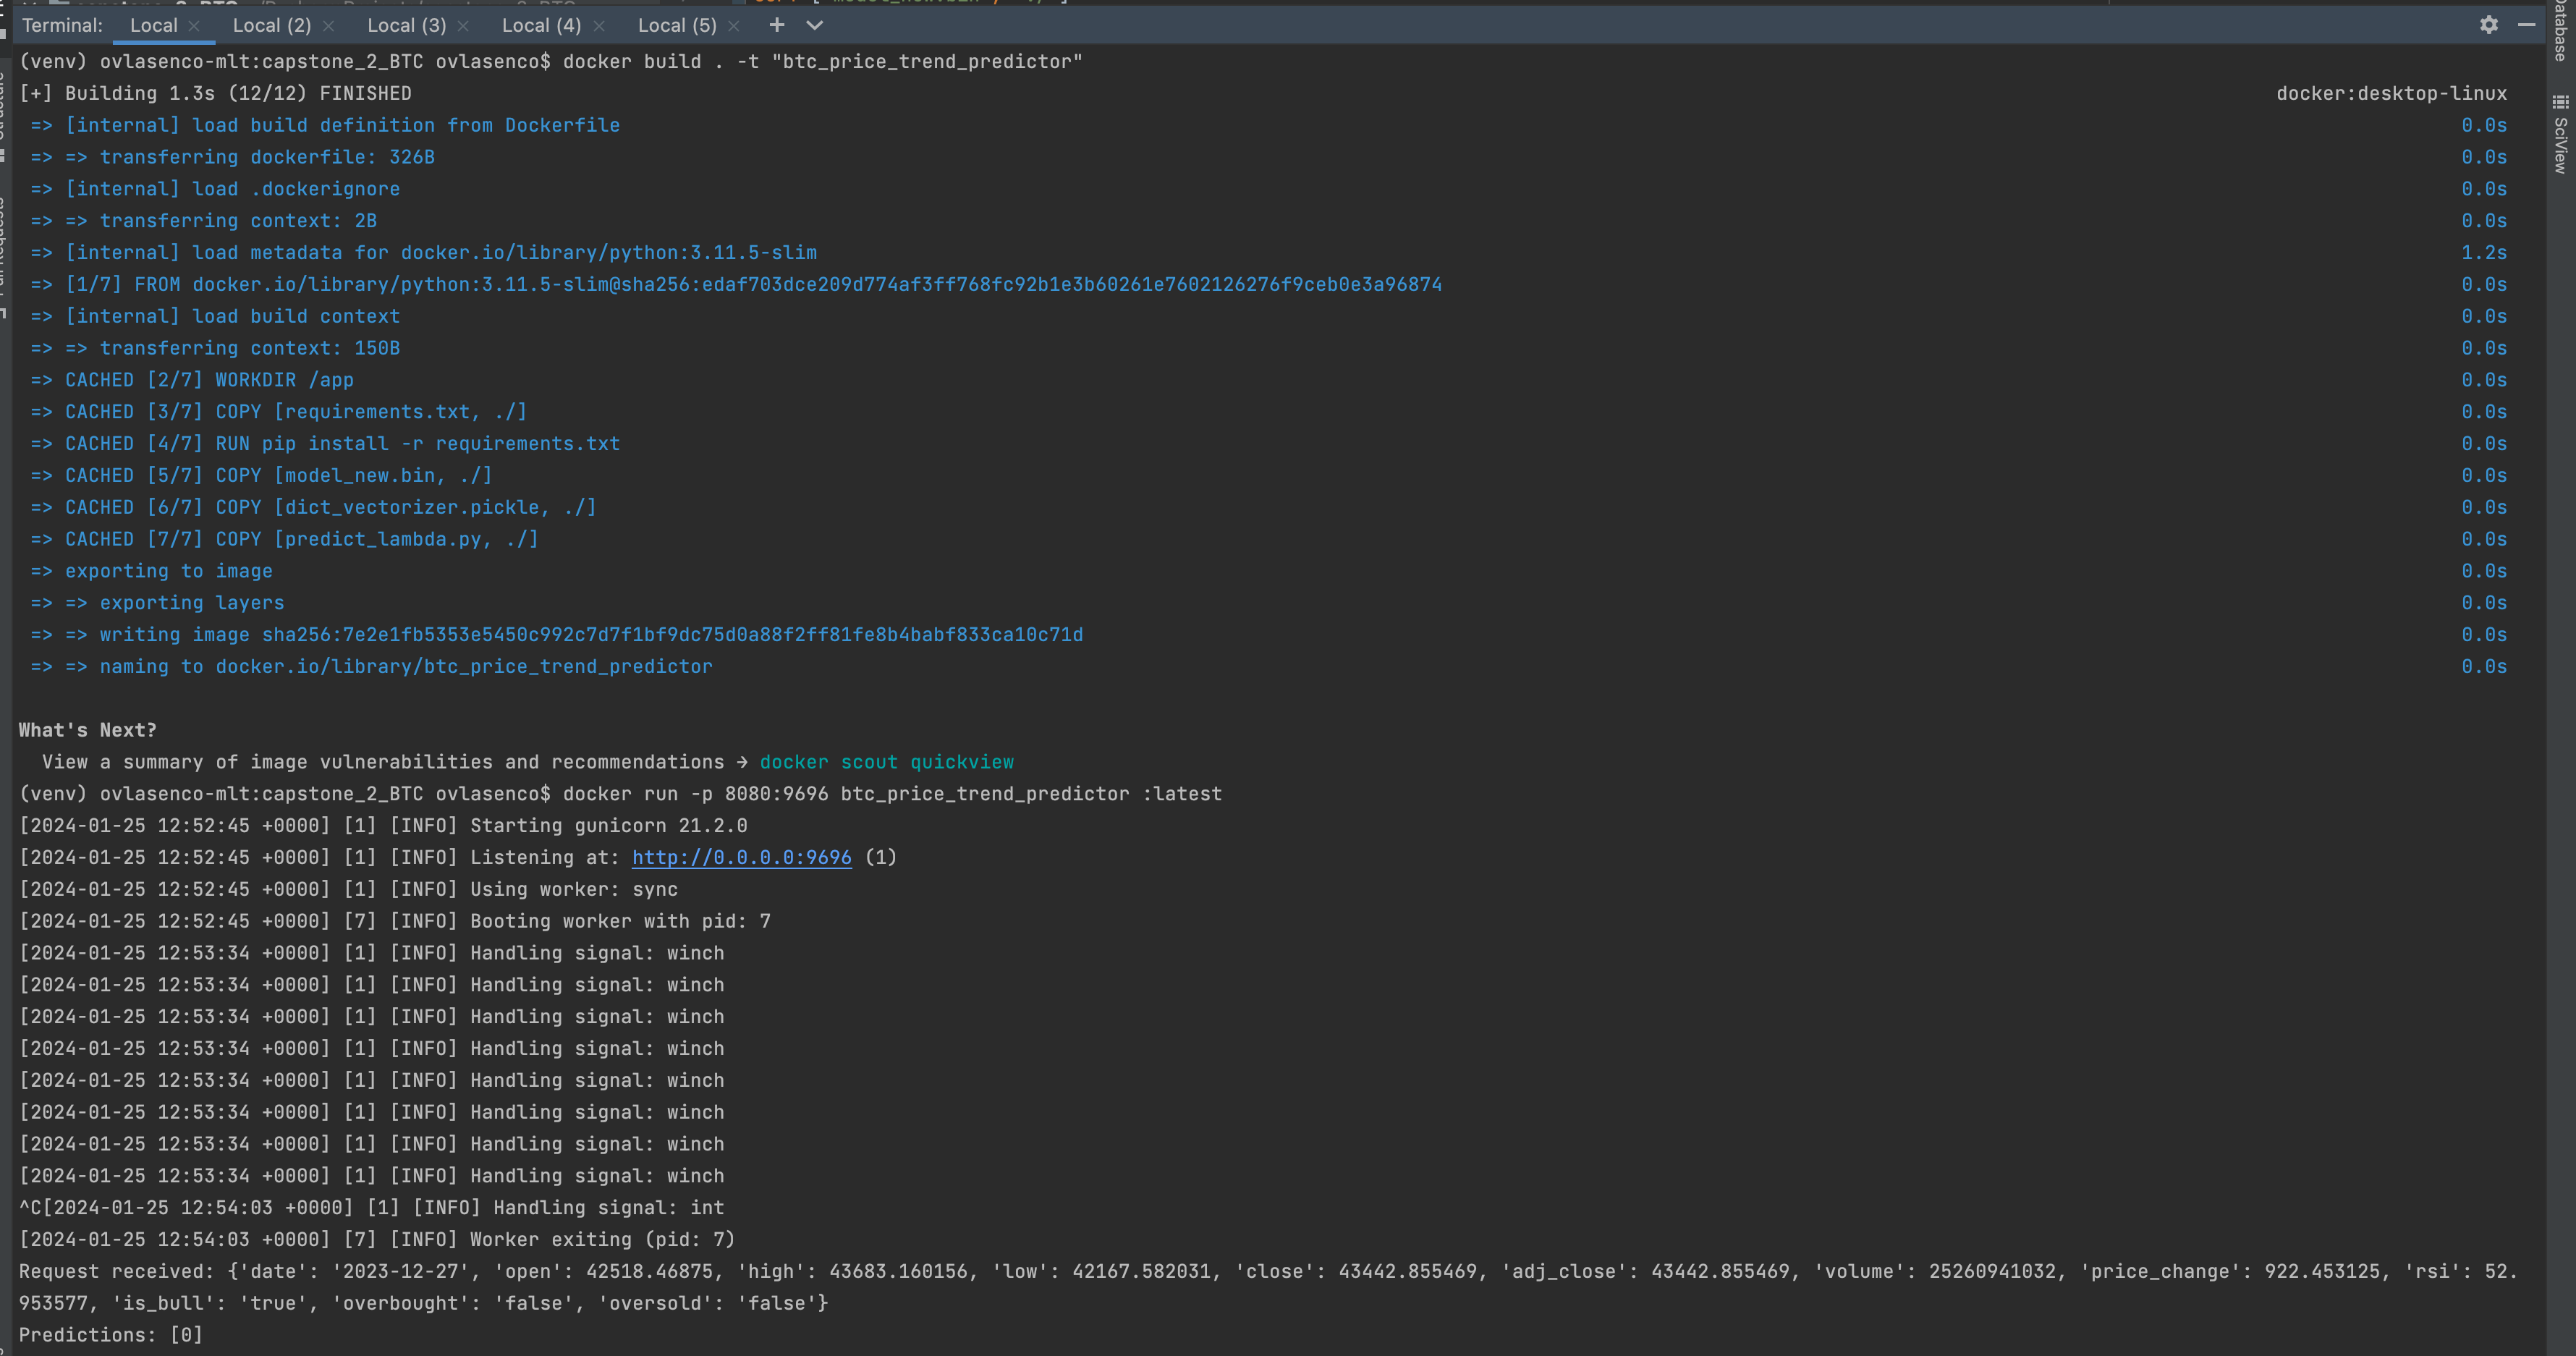 Terminal: Local Local (2) Local (3) Local (4) Local (5)
(venv) ovlasenco-mlt:capstone_2_BTC ovlasenco$ docker build . -t "btc_price_trend_predictor"
[+] Building 1.3s (12/12) FINISHED docker:desktop-linux
=> [internal] load build definition from Dockerfile 0.0s
=> => transferring dockerfile: 326B 0.0s
=> [internal] load .dockerignore 0.0s
=> => transferring context: 2B 0.0s
=> [internal] load metadata for docker.io/library/python:3.11.5-slim 1.2s
=> [1/7] FROM docker.io/library/python:3.11.5-slim@sha256:edaf703dce209d774af3ff768fc92b1e3b60261e7602126276f9ceb0e3a96874 0.0s
=> [internal] load build context 0.0s
=> => transferring context: 150B 0.0s
=> CACHED [2/7] WORKDIR /app 0.0s
=> CACHED [3/7] COPY [requirements.txt, ./] 0.0s
=> CACHED [4/7] RUN pip install -r requirements.txt 0.0s
=> CACHED [5/7] COPY [model_new.bin, ./] 0.0s
=> CACHED [6/7] COPY [dict_vectorizer.pickle, ./] 0.0s
=> CACHED [7/7] COPY [predict_lambda.py, ./] 0.0s
=> exporting to image 0.0s
=> => exporting layers 0.0s
=> => writing image sha256:7e2e1fb5353e5450c992c7d7f1bf9dc75d0a88f2ff81fe8b4babf833ca10c71d 0.0s
=> => naming to docker.io/library/btc_price_trend_predictor 0.0s
What's Next?
View a summary of image vulnerabilities and recommendations → docker scout quickview
(venv) ovlasenco-mlt:capstone_2_BTC ovlasenco$ docker run -p 8080:9696 btc_price_trend_predictor :latest
[2024-01-25 12:52:45 +0000] [1] [INFO] Starting gunicorn 21.2.0
[2024-01-25 12:52:45 +0000] [1] [INFO] Listening at: http://0.0.0.0:9696 (1)
[2024-01-25 12:52:45 +0000] [1] [INFO] Using worker: sync
[2024-01-25 12:52:45 +0000] [7] [INFO] Booting worker with pid: 7
[2024-01-25 12:53:34 +0000] [1] [INFO] Handling signal: winch
[2024-01-25 12:53:34 +0000] [1] [INFO] Handling signal: winch
[2024-01-25 12:53:34 +0000] [1] [INFO] Handling signal: winch
[2024-01-25 12:53:34 +0000] [1] [INFO] Handling signal: winch
[2024-01-25 12:53:34 +0000] [1] [INFO] Handling signal: winch
[2024-01-25 12:53:34 +0000] [1] [INFO] Handling signal: winch
[2024-01-25 12:53:34 +0000] [1] [INFO] Handling signal: winch
[2024-01-25 12:53:34 +0000] [1] [INFO] Handling signal: winch
^C[2024-01-25 12:54:03 +0000] [1] [INFO] Handling signal: int
[2024-01-25 12:54:03 +0000] [7] [INFO] Worker exiting (pid: 7)
Request received: {'date': '2023-12-27', 'open': 42518.46875, 'high': 43683.160156, 'low': 42167.582031, 'close': 43442.855469, 'adj_close': 43442.855469, 'volume': 25260941032, 'price_change': 922.453125, 'rsi': 52.
953577, 'is_bull': 'true', 'overbought': 'false', 'oversold': 'false'}
Predictions: [0]
Database
SciView